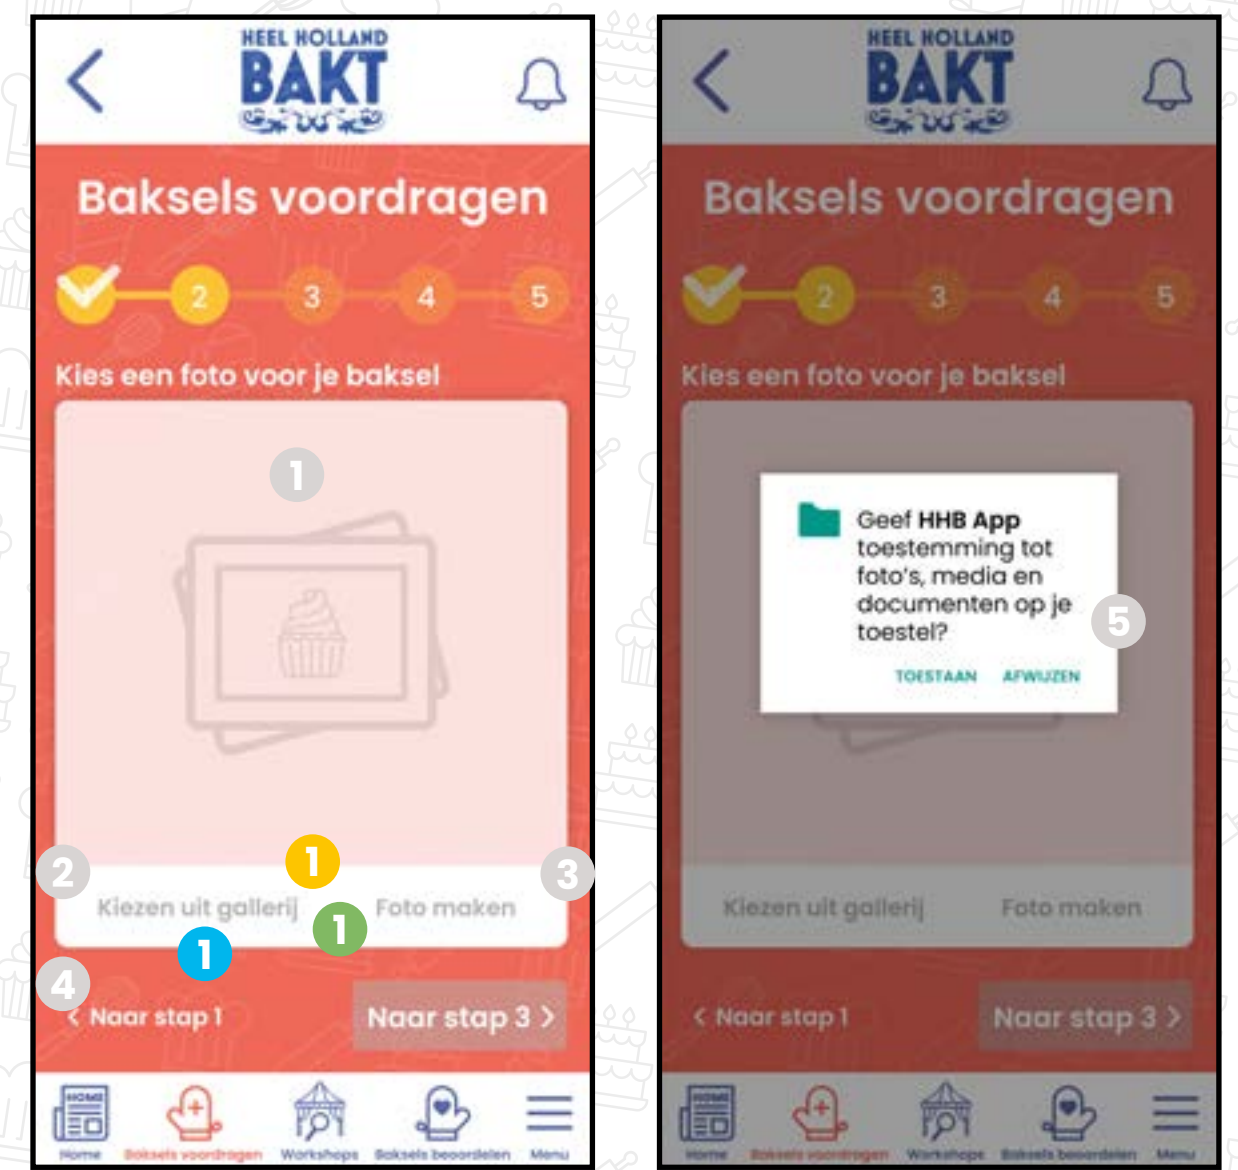 HEEL HOLLAND
BAKT
Baksels voordragen
2 3 4 5
Kies een foto voor je baksel
1
1
2
3
Kiezen uit gallerij
Foto maken
1
1
4
< Naar stap 1
Naar stap 3 >
HOME
Home
Baksels voordragen
Workshops
Baksels beoordelen
Menu
HEEL HOLLAND
BAKT
Baksels voordragen
2 3 4 5
Kies een foto voor je baksel
Geef HHB App
toestemming tot
foto's, media en
documenten op je
toestel?
5
TOESTAAN
AFWIJZEN
Kiezen uit gallerij
Foto maken
< Naar stap 1
Naar stap 3 >
HOME
Home
Baksels voordragen
Workshops
Baksels beoordelen
Menu